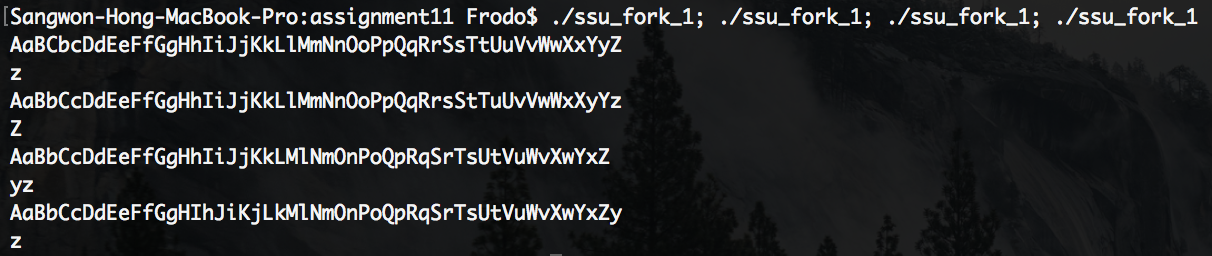 [Sangwon-Hong-MacBook-Pro:assignment11 Frodo$ ./ssu_fork_1; ./ssu_fork_1; ./ssu_fork_1; ./ssu_fork_1
AaBCbcDdEeFfGgHhIiJjKkLlMmNnOoPpQqRrSsTtUuVvWwXxYyZ
z
AaBbCcDdEeFfGgHhIiJjKkLlMmNnOoPpQqRrsStTuUvVwWxXyYz
Z
AaBbCcDdEeFfGgHhIiJjKkLMlNmOnPoQpRqSrTsUtVuWvXwYxZ
yz
AaBbCcDdEeFfGgHIhJiKjLkMlNmOnPoQpRqSrTsUtVuWvXwYxZy
z